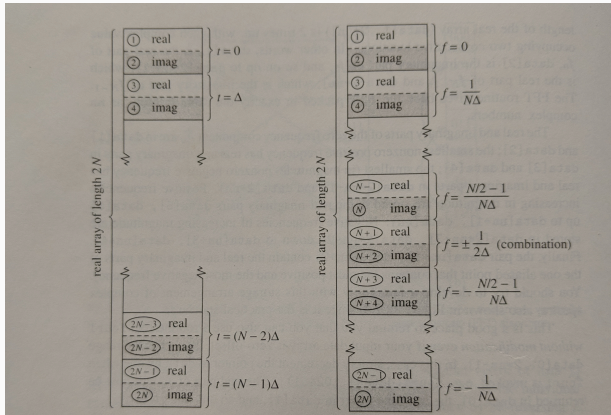 real array of length 2N
1 real
2 imag
t = 0
3 real
4 imag
t = Δ
2N − 3 real
2N − 2 imag
t = (N − 2)Δ
2N − 1 real
2N imag
t = (N − 1)Δ
real array of length 2N
1 real
2 imag
f = 0
3 real
4 imag
f = 1/NΔ
N − 1 real
N imag
f = N/2 − 1/NΔ
N + 1 real
N + 2 imag
f = ± 1/2Δ (combination)
N + 3 real
N + 4 imag
f = − N/2 − 1/NΔ
2N − 1 real
2N imag
f = − 1/NΔ